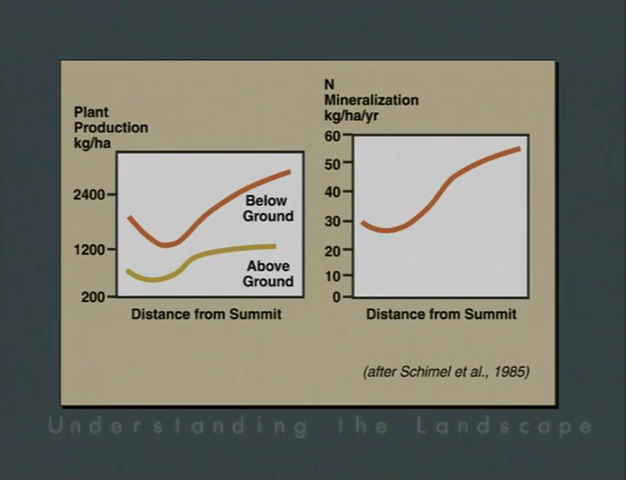 Plant
Production
kg/ha
2400
1200
200
Below
Ground
Above
Ground
Distance from Summit
N
Mineralization
kg/ha/yr
60
50
40
30
20
10
0
Distance from Summit
(after Schimel et al., 1985)
Understanding the Landscape